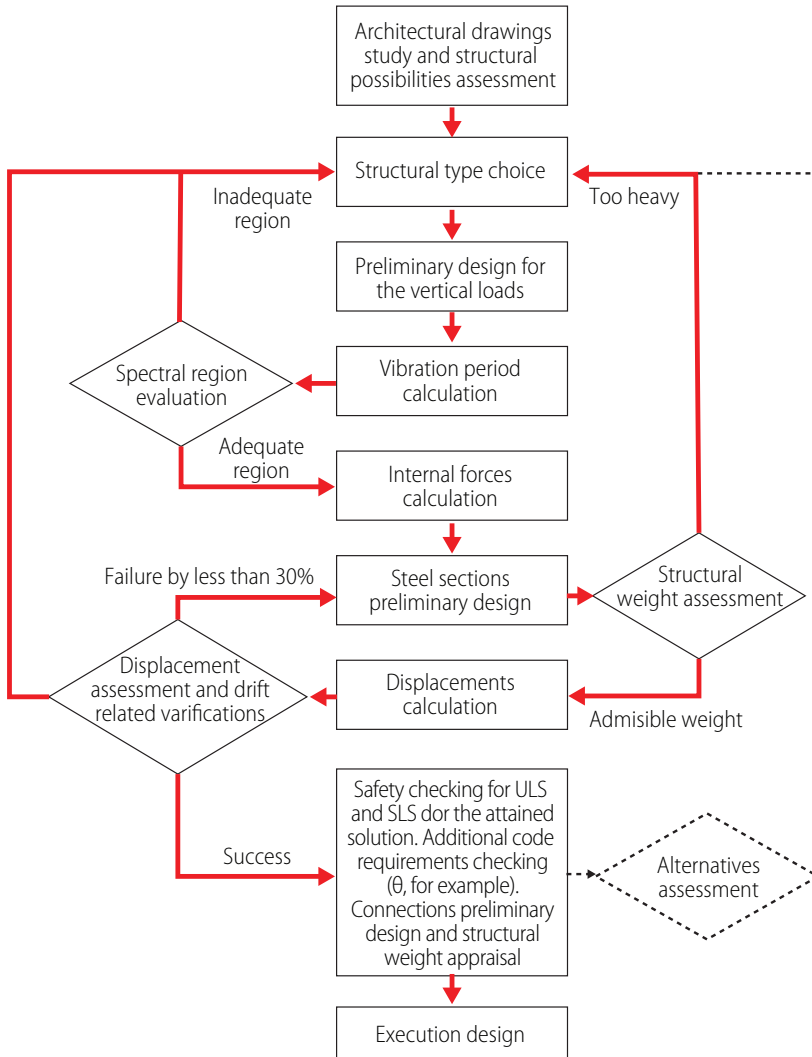 Architectural drawings
study and structural
possibilities assessment
Structural type choice
Inadequate
region
Too heavy
Preliminary design for
the vertical loads
Spectral region
evaluation
Vibration period
calculation
Adequate
region
Internal forces
calculation
Failure by less than 30%
Steel sections
preliminary design
Structural
weight assessment
Displacement
assessment and drift
related varifications
Displacements
calculation
Admisible weight
Success
Safety checking for ULS
and SLS dor the attained
solution. Additional code
requirements checking
(θ, for example).
Connections preliminary
design and structural
weight appraisal
Alternatives
assessment
Execution design